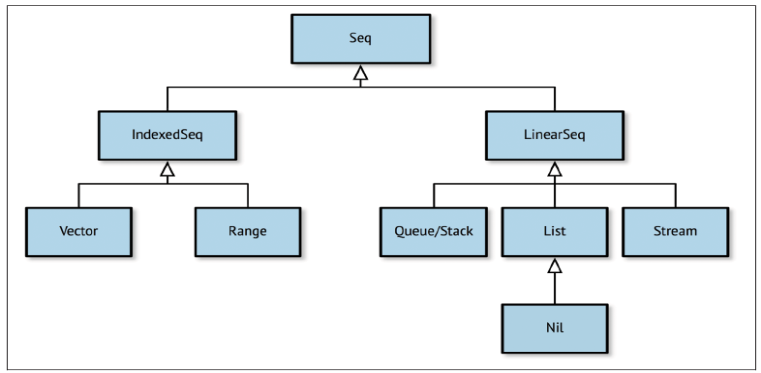 Seq
IndexedSeq
LinearSeq
Vector
Range
Queue/Stack
List
Stream
Nil